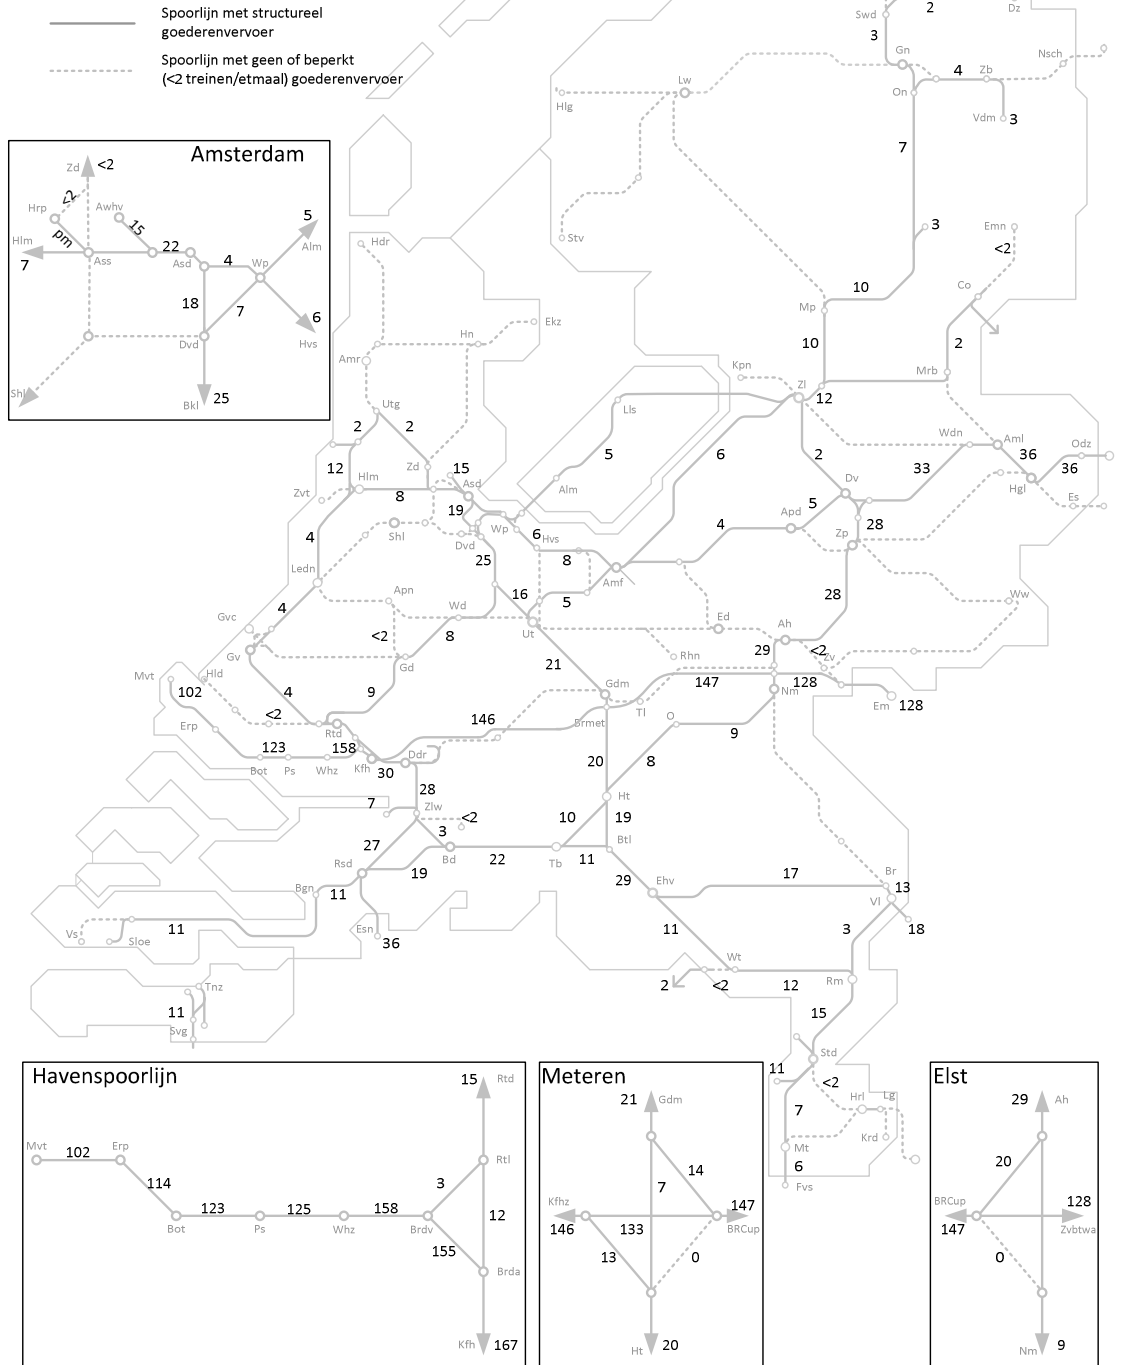 Spoorlijn met structureel
goederenvervoer
Spoorlijn met geen of beperkt
(<2 treinen/etmaal) goederenvervoer
Swd
2
Dz
3
Gn
4
Zb
Nsch
On
Vdm
3
Lw
Hlg
7
Stv
3
Emn
<2
Co
10
Mp
10
2
Mrb
Kpn
Zl
12
Amsterdam
Zd
<2
Hrp
<2
Awhv
pm
15
5
Alm
Hlm
7
Ass
22
Asd
4
Wp
18
7
6
Hvs
Dvd
Shl
Bkl
25
Hdr
Hn
Ekz
Amr
Utg
2
2
Lls
12
Hlm
Zd
8
15
Asd
5
Alm
6
2
Wdn
Aml
36
Odz
36
33
Hgl
Es
Zvt
4
Shl
19
Dvd
Wp
6
Hvs
Dv
5
Apd
28
4
Zp
Ledn
25
8
Amf
Apn
16
5
28
Ww
4
Gvc
Wd
<2
8
Ut
Ed
Ah
<2
Zv
29
Gv
Gd
21
Rhn
Mvt
102
Hld
4
9
Gdm
147
128
Nm
Em
128
Erp
<2
Rtd
146
Brmet
Tl
O
9
123
158
Bot
Ps
Whz
Kfh
30
Ddr
20
8
28
7
Zlw
<2
Ht
10
19
3
27
Bd
22
Tb
11
Btl
Rsd
19
29
Ehv
17
Br
13
Vl
18
Bgn
11
Vs
Sloe
11
Esn
36
11
3
Wt
2
<2
12
Rm
Tnz
11
Svg
15
Std
11
<2
7
Hrl
Lg
Krd
Mt
6
Fvs
Havenspoorlijn
15
Rtd
Mvt
102
Erp
114
Rtl
3
123
125
158
12
Bot
Ps
Whz
Brdv
155
Brda
Kfh
167
Meteren
21
Gdm
14
7
Kfhz
147
146
133
BRCup
13
0
Ht
20
Elst
29
Ah
20
BRCup
128
147
Zvbtwa
0
Nm
9